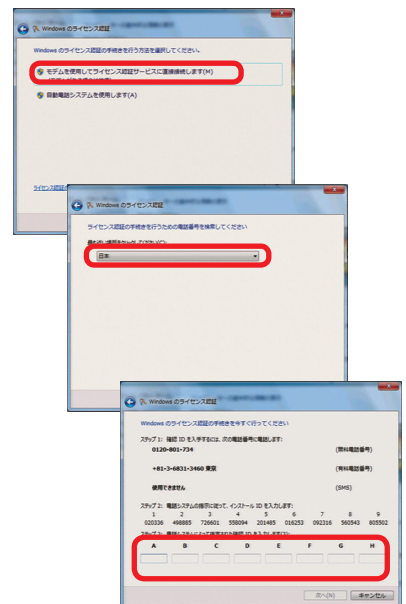 Windows のライセンス認証
Windows のライセンス認証の手続きを行う方法を選択してください。
モデムを使用してライセンス認証サービスに直接接続します(M)
自動電話システムを使用します(A)
Windows のライセンス認証
ライセンス認証の手続きを行うための電話番号を検索してください
日本
Windows のライセンス認証
Windows のライセンス認証の手続きを今すぐ行ってください
ステップ 1: 確認 ID を入手するには、次の電話番号に電話します:
0120-801-734 (無料電話番号)
+81-3-6831-3460 東京 (有料電話番号)
使用できません (SMS)
ステップ 2: 電話システムの指示に従って、インストール ID を入力します:
1 2 3 4 5 6 7 8 9
020336 498885 726601 558094 201485 016253 092316 560543 805502
A B C D E F G H
次へ(N) キャンセル